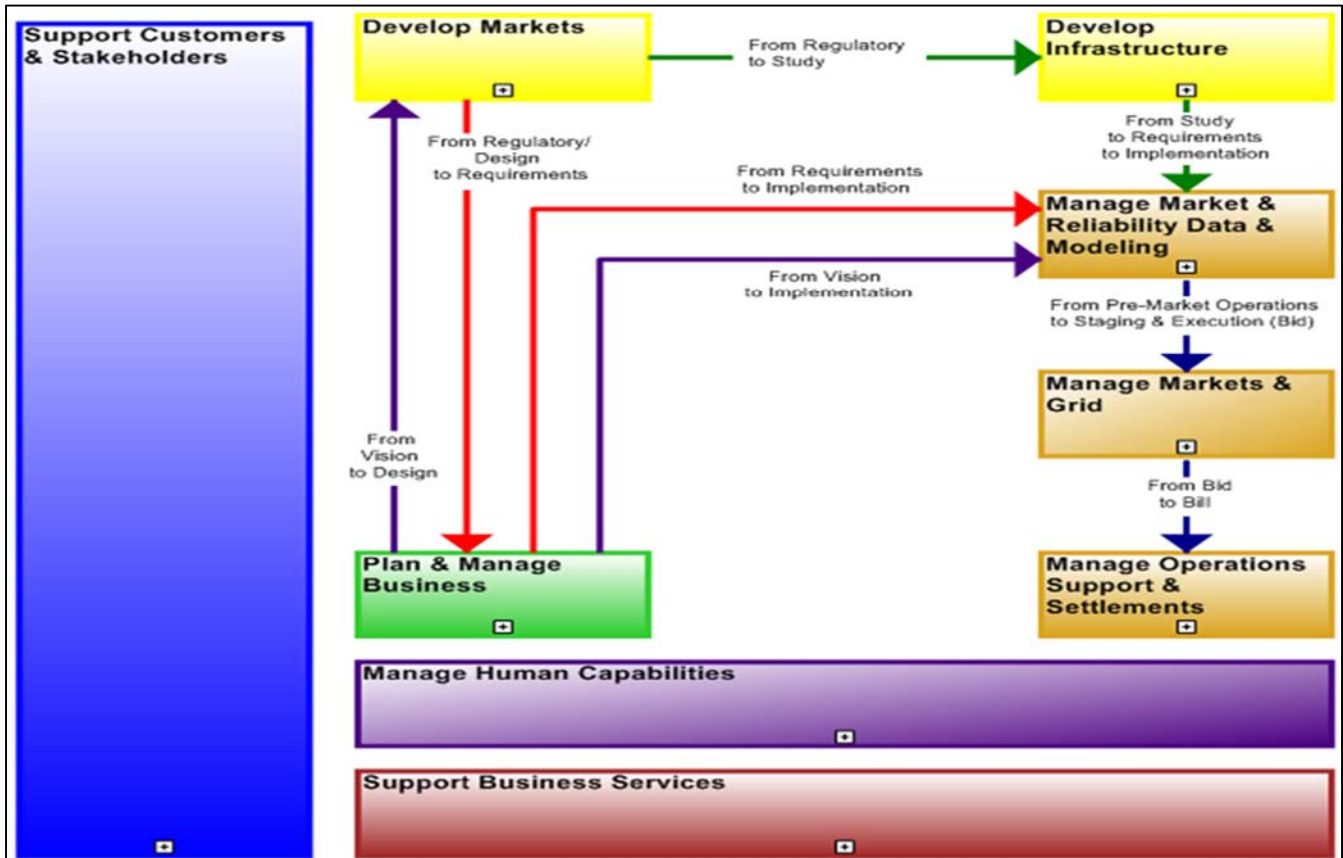 Support Customers
& Stakeholders
Develop Markets
From Regulatory
to Study
Develop
Infrastructure
From Regulatory/
Design
to Requirements
From Study
to Requirements
to Implementation
From Requirements
to Implementation
Manage Market &
Reliability Data &
Modeling
From Vision
to Implementation
From Pre-Market Operations
to Staging & Execution (Bid)
Manage Markets &
Grid
From
Vision
to Design
From Bid
to Bill
Plan & Manage
Business
Manage Operations
Support &
Settlements
Manage Human Capabilities
Support Business Services